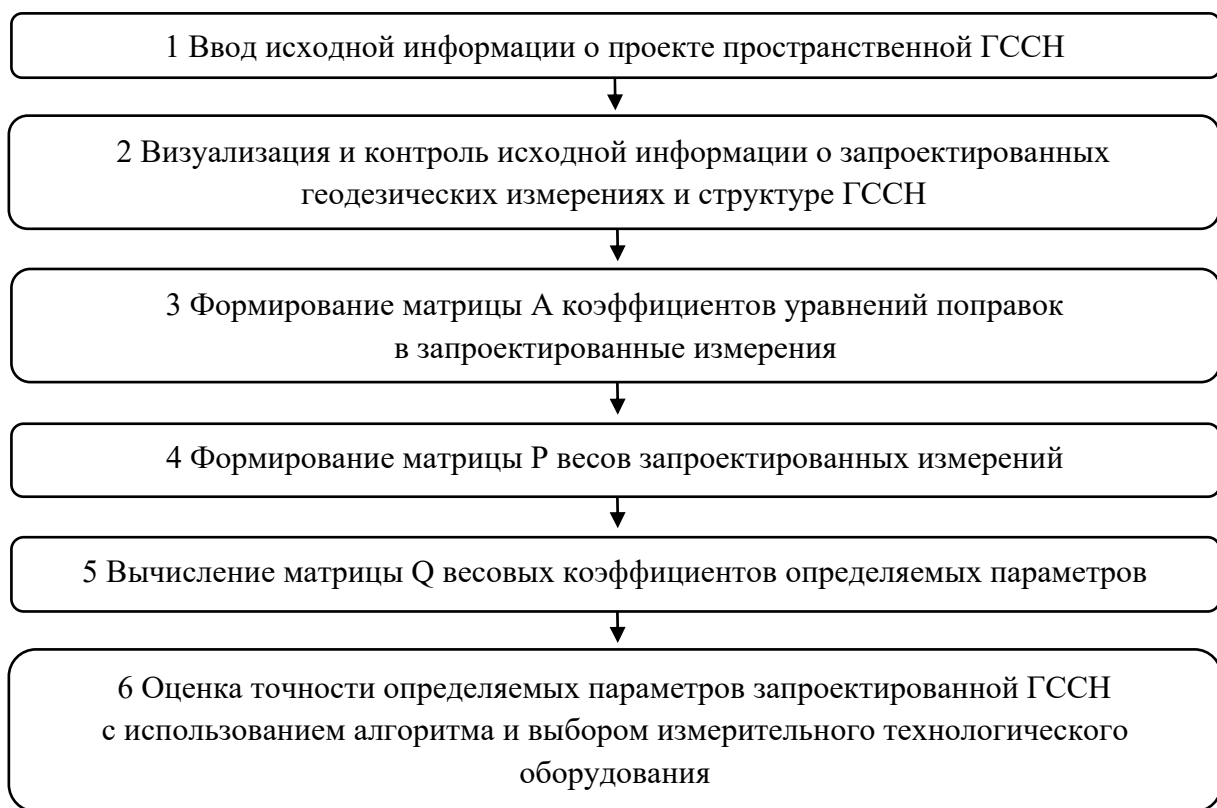 1 Ввод исходной информации о проекте пространственной ГССН
2 Визуализация и контроль исходной информации о запроектированных
геодезических измерениях и структуре ГССН
3 Формирование матрицы А коэффициентов уравнений поправок
в запроектированные измерения
4 Формирование матрицы Р весов запроектированных измерений
5 Вычисление матрицы Q весовых коэффициентов определяемых параметров
6 Оценка точности определяемых параметров запроектированной ГССН
с использованием алгоритма и выбором измерительного технологического
оборудования